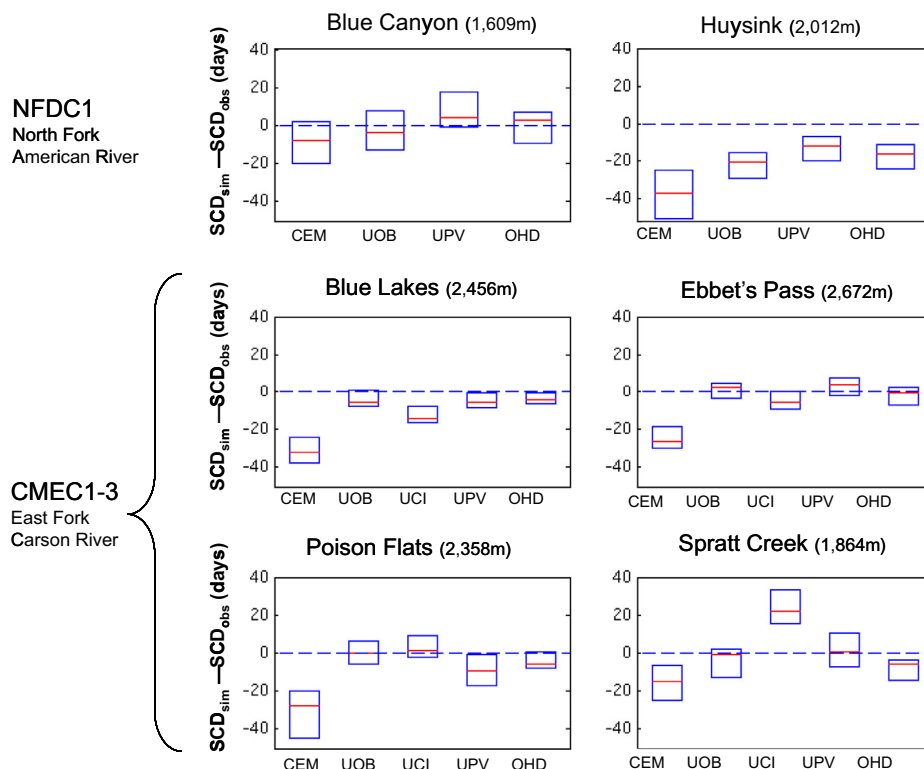 Blue Canyon (1,609m)
Huysink (2,012m)
NFDC1
North Fork
American River
SCDsim —SCDobs (days)
40
20
0
-20
-40
CEM UOB UPV OHD
40
20
0
-20
-40
CEM UOB UPV OHD
CMEC1-3
East Fork
Carson River
Blue Lakes (2,456m)
Ebbet's Pass (2,672m)
SCDsim —SCDobs (days)
40
20
0
-20
-40
CEM UOB UCI UPV OHD
40
20
0
-20
-40
CEM UOB UCI UPV OHD
Poison Flats (2,358m)
Spratt Creek (1,864m)
SCDsim —SCDobs (days)
40
20
0
-20
-40
CEM UOB UCI UPV OHD
40
20
0
-20
-40
CEM UOB UCI UPV OHD